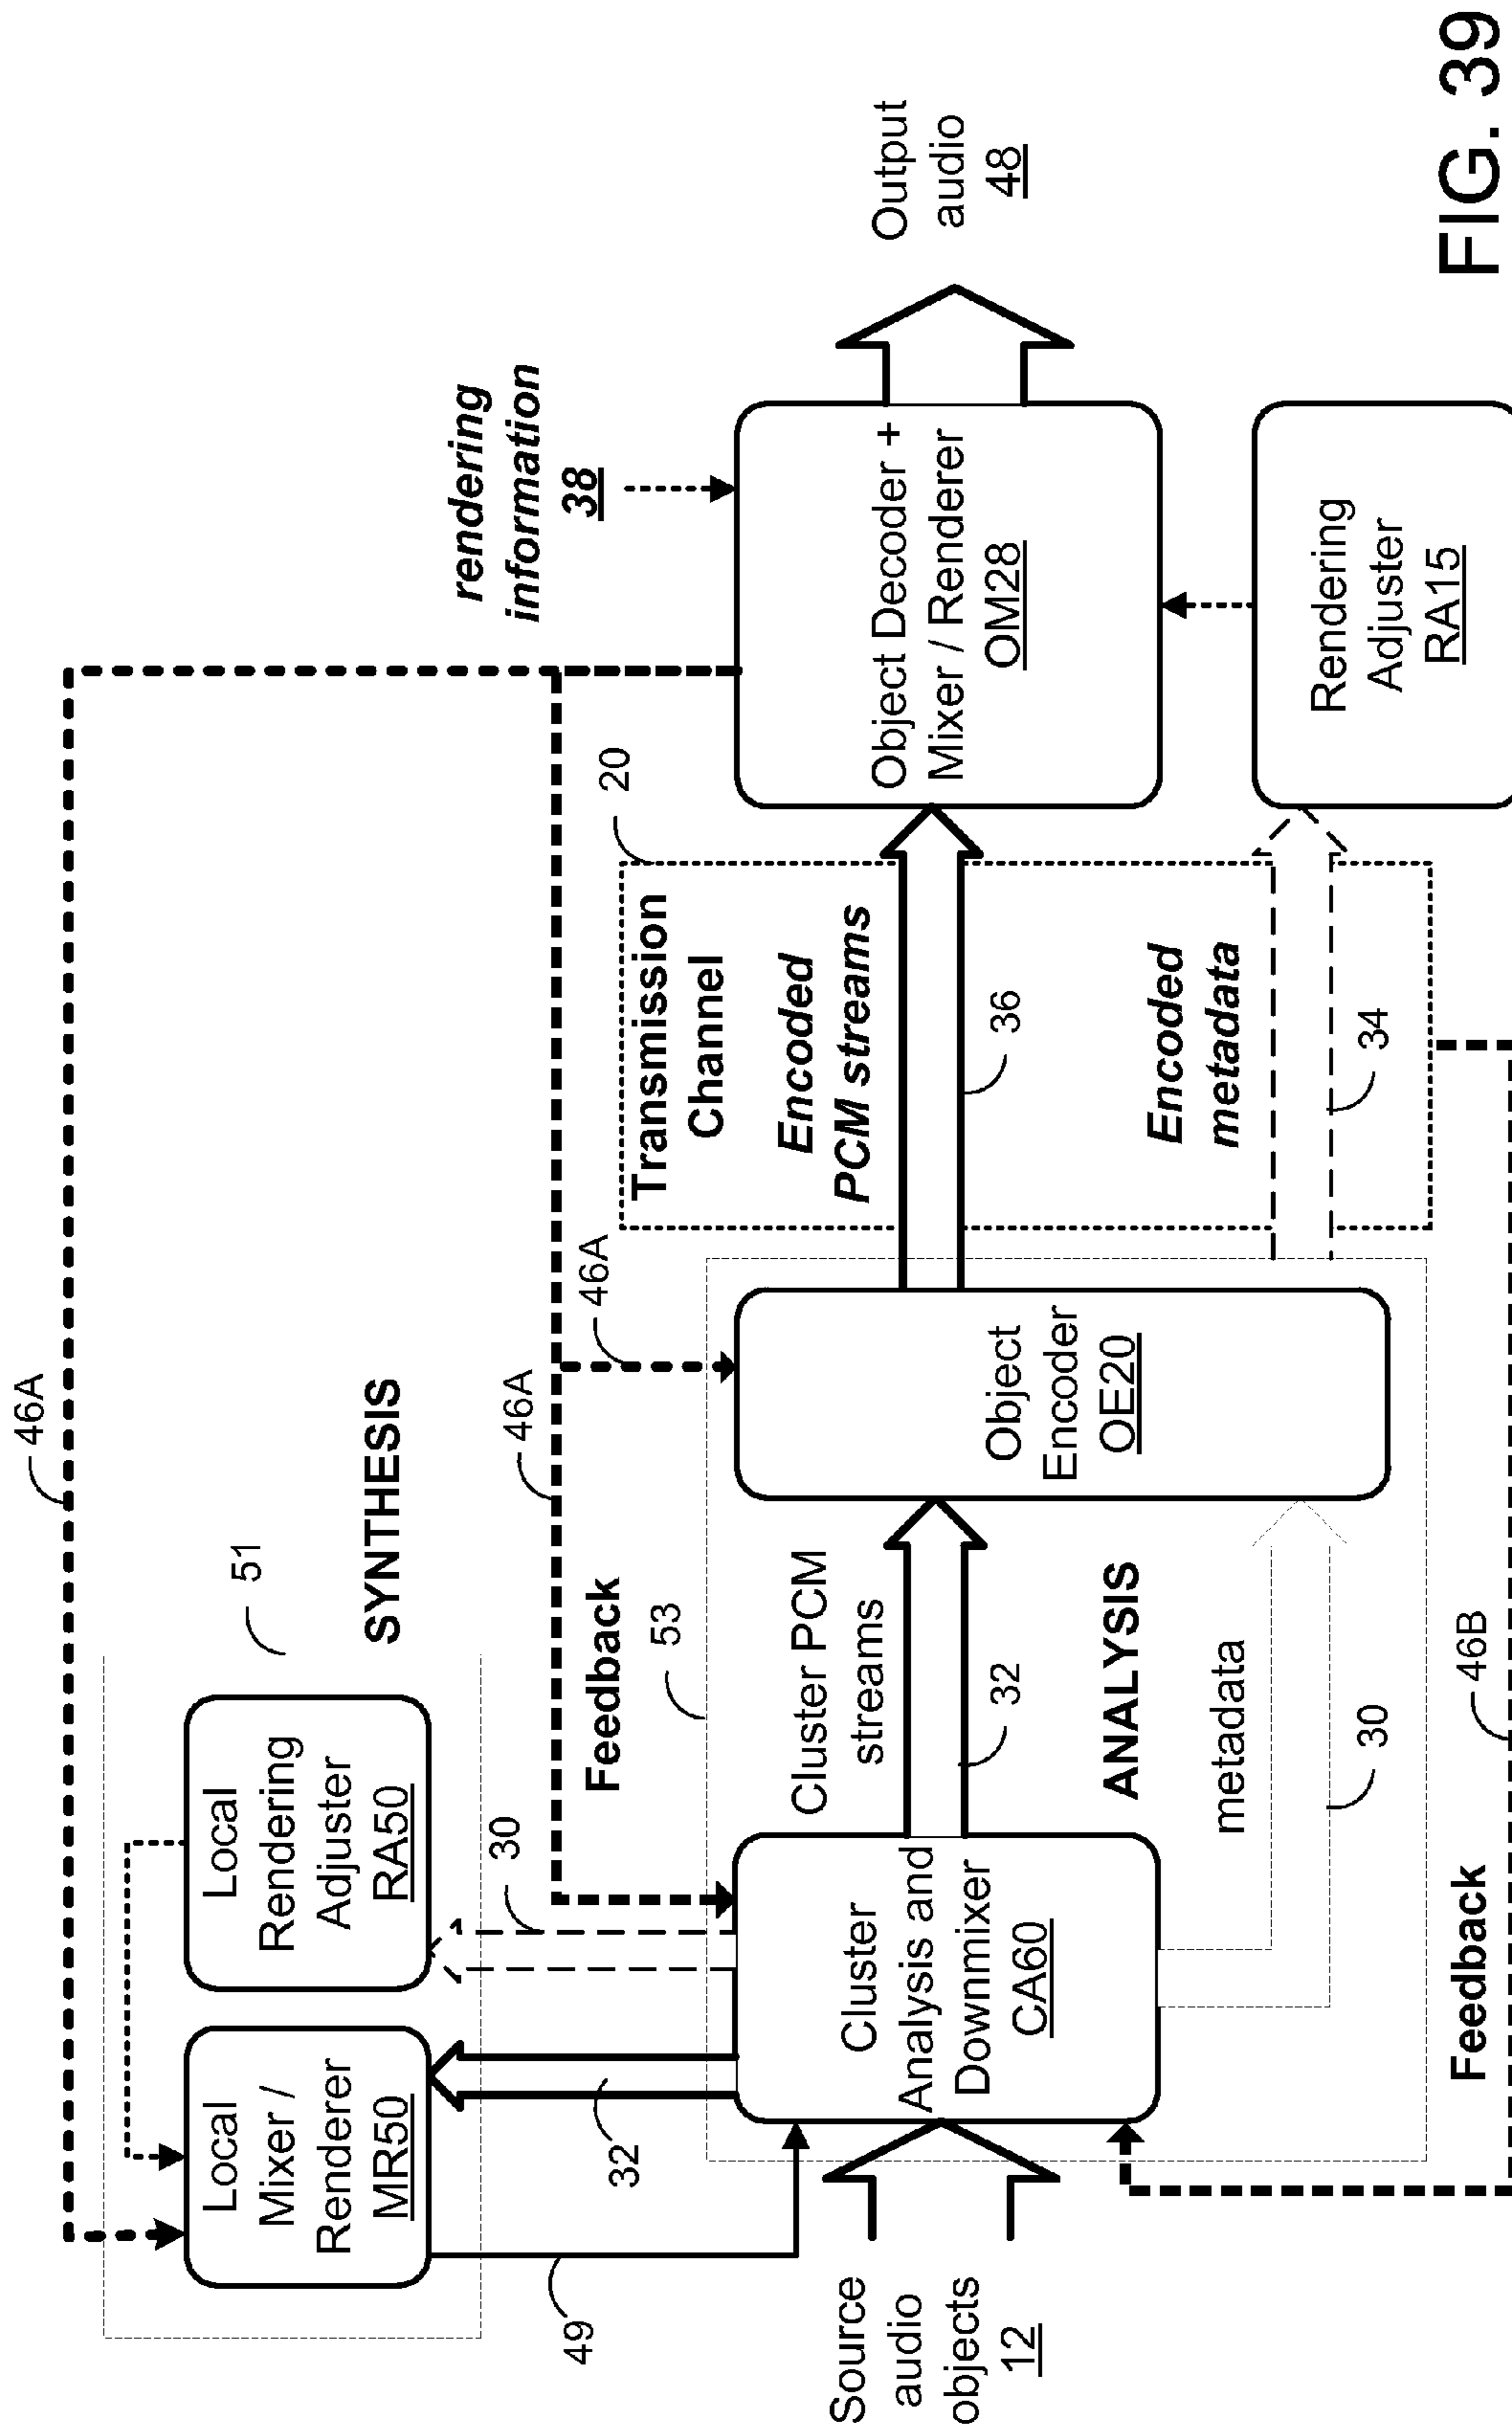 46A
51
SYNTHESIS
Local
Mixer /
Renderer
MR50
Local
Rendering
Adjuster
RA50
46A
46A
rendering
information
38
Feedback
49
32
30
53
20
Source
audio
objects
12
Cluster
Analysis and
Downmixer
CA60
Cluster PCM
streams
32
ANALYSIS
metadata
30
Object
Encoder
OE20
Transmission
Channel
Encoded
PCM streams
36
Encoded
metadata
34
Object Decoder +
Mixer / Renderer
OM28
Output
audio
48
Rendering
Adjuster
RA15
Feedback
46B
FIG. 39